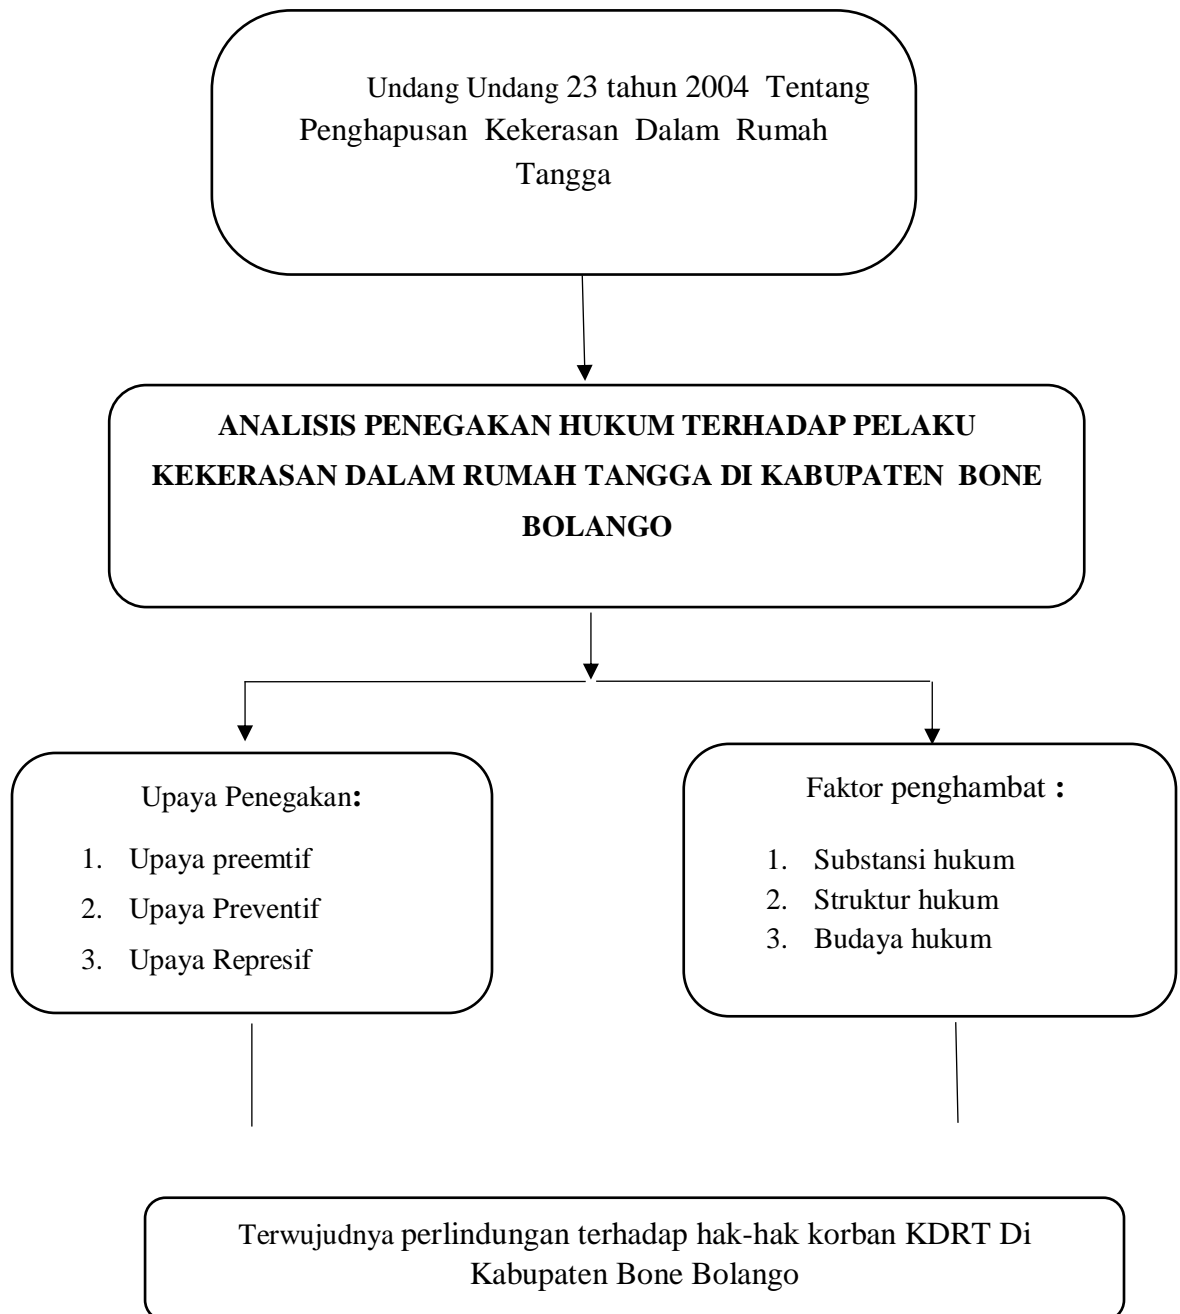 Undang Undang 23 tahun 2004 Tentang
Penghapusan Kekerasan Dalam Rumah
Tangga
ANALISIS PENEGAKAN HUKUM TERHADAP PELAKU
KEKERASAN DALAM RUMAH TANGGA DI KABUPATEN BONE
BOLANGO
Upaya Penegakan:
1. Upaya preemtif
2. Upaya Preventif
3. Upaya Represif
Faktor penghambat :
1. Substansi hukum
2. Struktur hukum
3. Budaya hukum
Terwujudnya perlindungan terhadap hak-hak korban KDRT Di
Kabupaten Bone Bolango